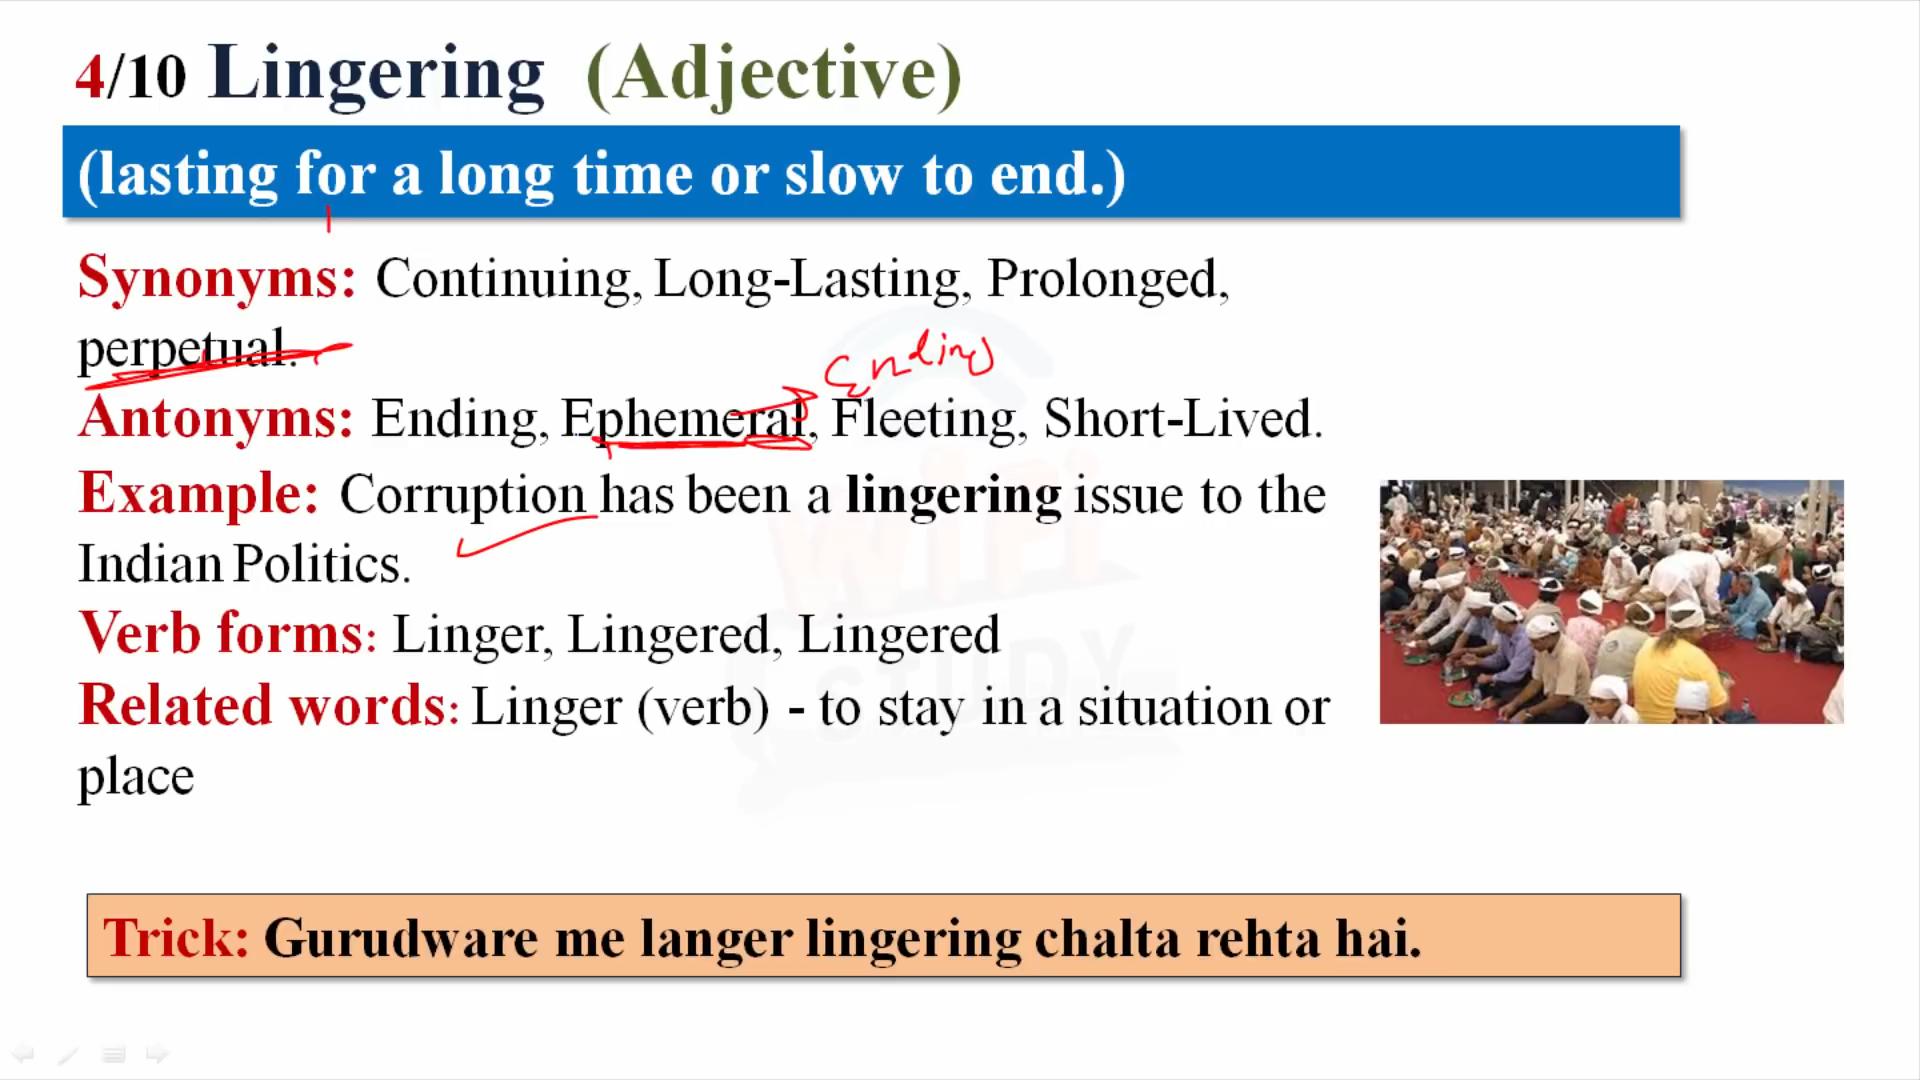 4/10 Lingering (Adjective)
(lasting for a long time or slow to end.)
Synonyms: Continuing, Long-Lasting, Prolonged,
perpetual.
Ending
Antonyms: Ending, Ephemeral, Fleeting, Short-Lived.
Example: Corruption has been a lingering issue to the
Indian Politics.
Verb forms: Linger, Lingered, Lingered
Related words: Linger (verb) - to stay in a situation or
place
WiFi
STUDY
Trick: Gurudware me langer lingering chalta rehta hai.